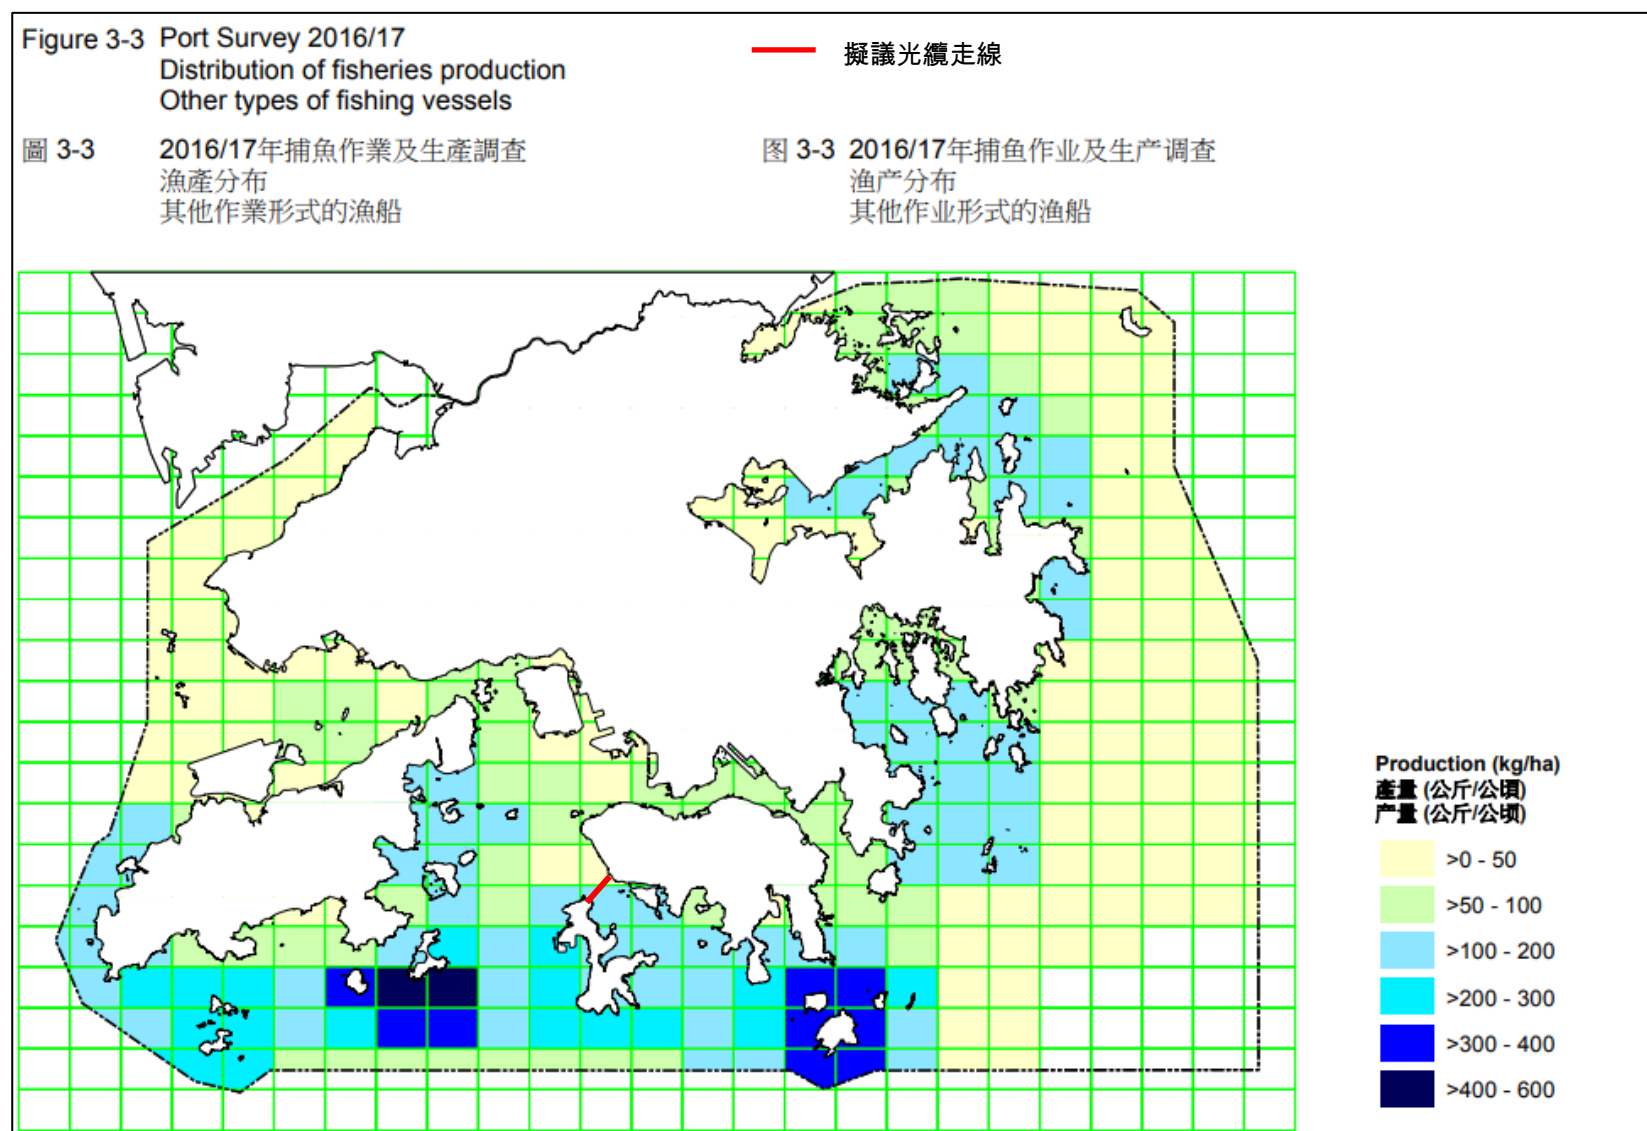 Figure 3-3 Port Survey 2016/17
Distribution of fisheries production
Other types of fishing vessels
擬議光纜走線
圖 3-3 2016/17年捕魚作業及生產調查
漁產分布
其他作業形式的漁船
图 3-3 2016/17年捕鱼作业及生产调查
渔产分布
其他作业形式的渔船
Production (kg/ha)
產量 (公斤/公頃)
产量 (公斤/公顷)
>0 - 50
>50 - 100
>100 - 200
>200 - 300
>300 - 400
>400 - 600